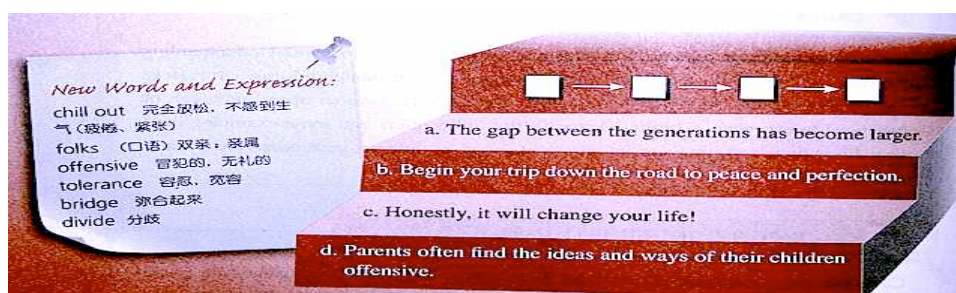 New Words and Expression:
chill out 完全放松，不感到生
气（疲倦、紧张）
folks （口语）双亲；亲属
offensive 冒犯的，无礼的
tolerance 容忍，宽容
bridge 弥合起来
divide 分歧
a. The gap between the generations has become larger.
b. Begin your trip down the road to peace and perfection.
c. Honestly, it will change your life!
d. Parents often find the ideas and ways of their children
offensive.